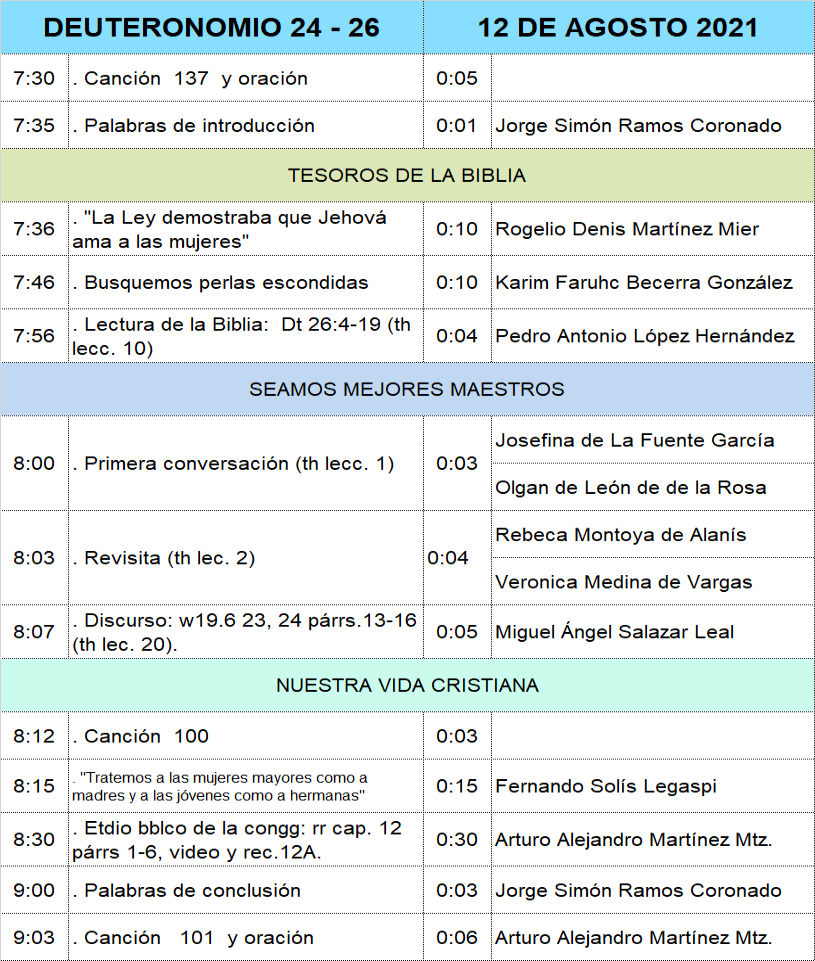 DEUTERONOMIO 24 - 26 12 DE AGOSTO 2021
7:30 . Canción 137 y oración 0:05
7:35 . Palabras de introducción 0:01 Jorge Simón Ramos Coronado
TESOROS DE LA BIBLIA
7:36 . "La Ley demostraba que Jehová
ama a las mujeres" 0:10 Rogelio Denis Martínez Mier
7:46 . Busquemos perlas escondidas 0:10 Karim Faruhc Becerra González
7:56 . Lectura de la Biblia: Dt 26:4-19 (th
lecc. 10) 0:04 Pedro Antonio López Hernández
SEAMOS MEJORES MAESTROS
8:00 . Primera conversación (th lecc. 1) 0:03 Josefina de La Fuente García
Olgan de León de de la Rosa
8:03 . Revisita (th lec. 2) 0:04 Rebeca Montoya de Alanís
Veronica Medina de Vargas
8:07 . Discurso: w19.6 23, 24 párrs.13-16
(th lec. 20). 0:05 Miguel Ángel Salazar Leal
NUESTRA VIDA CRISTIANA
8:12 . Canción 100 0:03
8:15 . "Tratemos a las mujeres mayores como a
madres y a las jóvenes como a hermanas" 0:15 Fernando Solís Legaspi
8:30 . Etdio bblco de la congg: rr cap. 12
párrs 1-6, video y rec.12A. 0:30 Arturo Alejandro Martínez Mtz.
9:00 . Palabras de conclusión 0:03 Jorge Simón Ramos Coronado
9:03 . Canción 101 y oración 0:06 Arturo Alejandro Martínez Mtz.